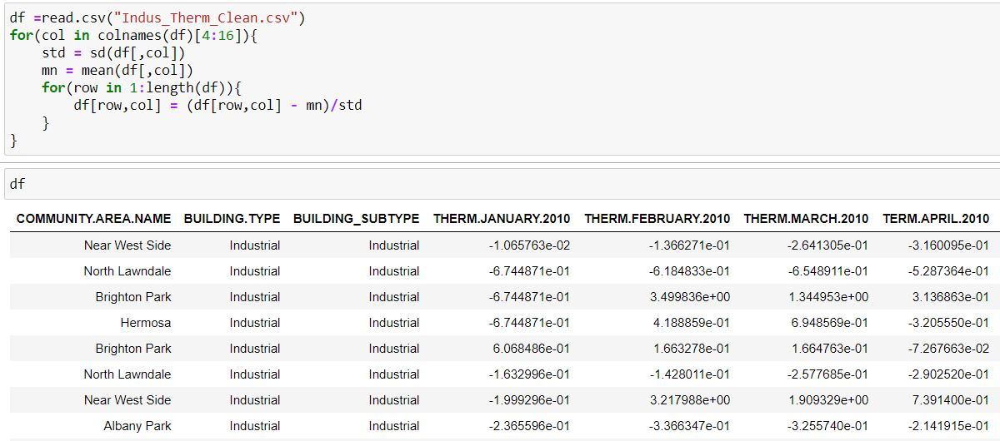 df =read.csv("Indus_Therm_Clean.csv")
for(col in colnames(df)[4:16]){
    std = sd(df[,col])
    mn = mean(df[,col])
    for(row in 1:length(df)){
        df[row,col] = (df[row,col] - mn)/std
    }
}
df
COMMUNITY.AREA.NAME BUILDING.TYPE BUILDING_SUBTYPE THERM.JANUARY.2010 THERM.FEBRUARY.2010 THERM.MARCH.2010 TERM.APRIL.2010
Near West Side Industrial Industrial -1.065763e-02 -1.366271e-01 -2.641305e-01 -3.160095e-01
North Lawndale Industrial Industrial -6.744871e-01 -6.184833e-01 -6.548911e-01 -5.287364e-01
Brighton Park Industrial Industrial -6.744871e-01 3.499836e+00 1.344953e+00 3.136863e-01
Hermosa Industrial Industrial -6.744871e-01 4.188859e-01 6.948569e-01 -3.205550e-01
Brighton Park Industrial Industrial 6.068486e-01 1.663278e-01 1.664763e-01 -7.267663e-02
North Lawndale Industrial Industrial -1.632996e-01 -1.428011e-01 -2.577685e-01 -2.902520e-01
Near West Side Industrial Industrial -1.999296e-01 3.217988e+00 1.909329e+00 7.391400e-01
Albany Park Industrial Industrial -2.365596e-01 -3.366347e-01 -3.255740e-01 -2.141915e-01